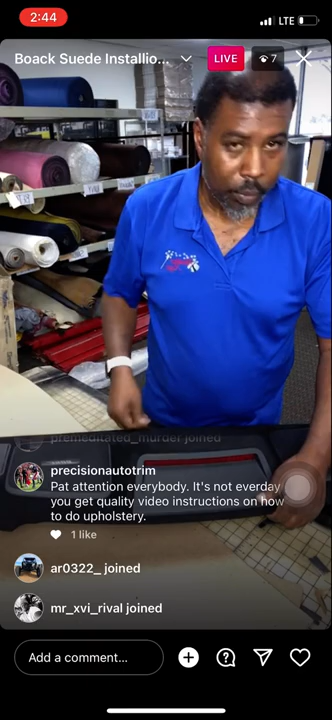 2:44
LTE
Boack Suede Installio...
LIVE
7
premeditated_murder joined
precisionautotrim
Pat attention everybody. It's not everday
you get quality video instructions on how
to do upholstery.
1 like
ar0322_ joined
mr_xvi_rival joined
Add a comment...